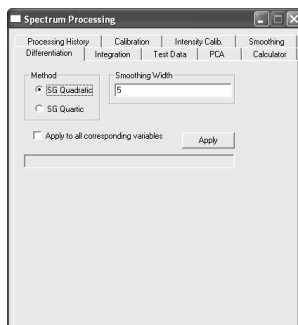 Spectrum Processing
Processing History Calibration Intensity Calib. Smoothing
Differentiation Integration Test Data PCA Calculator
Method
SG Quadratic
SG Quartic
Smoothing Width
5
Apply to all corresponding variables
Apply